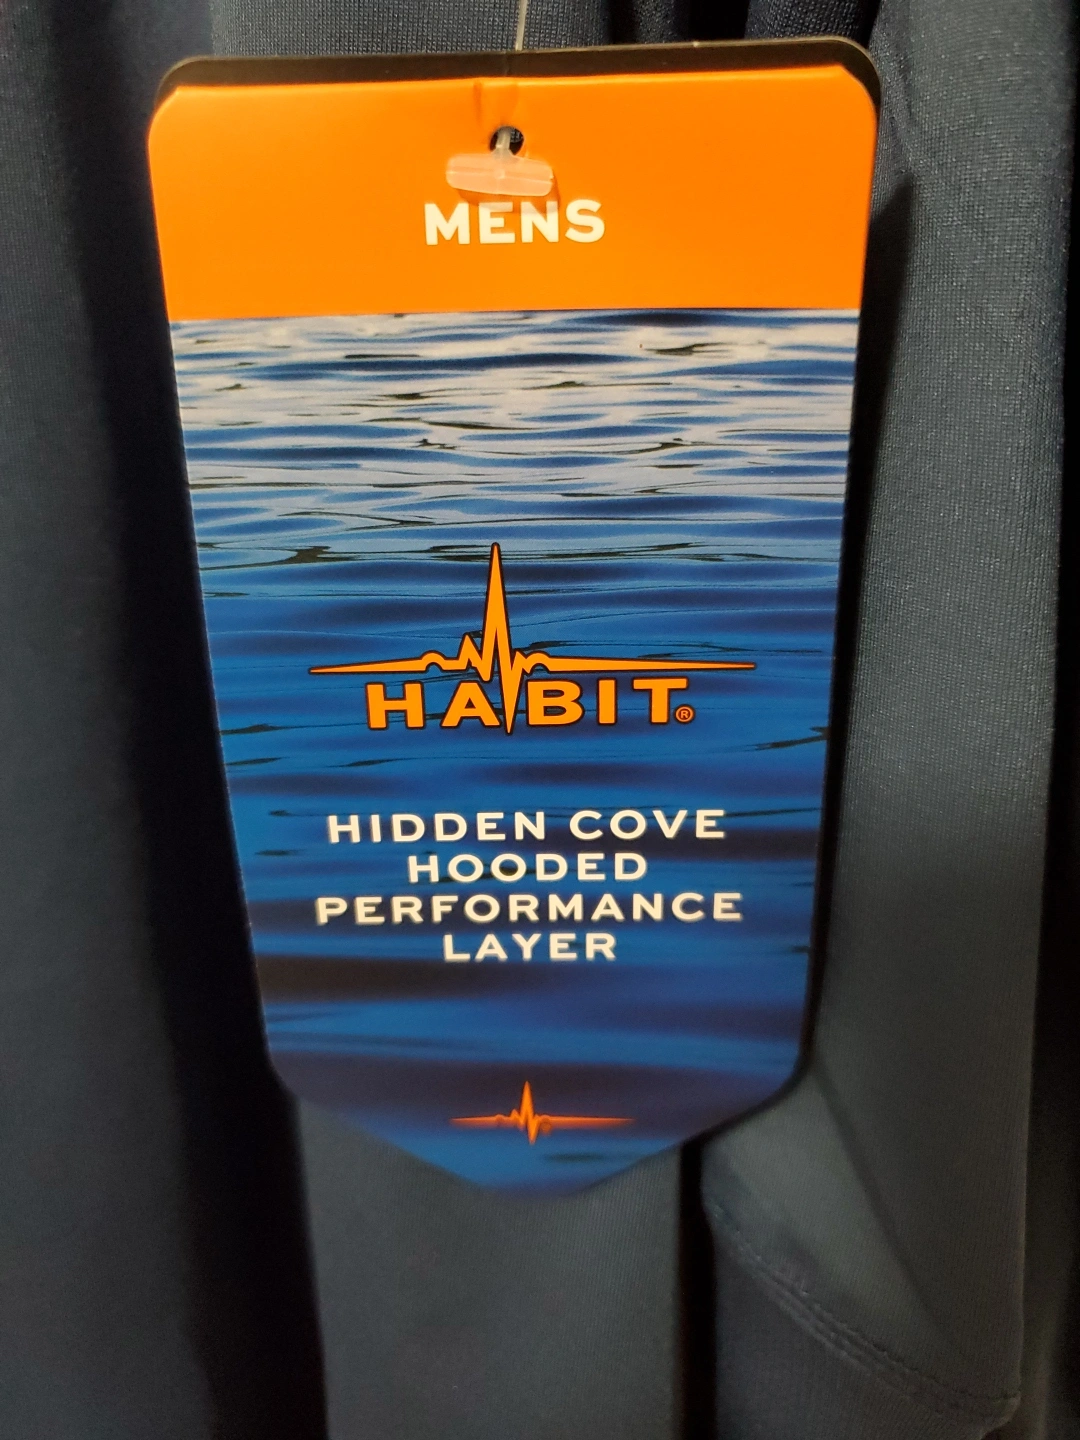 MENS
HABIT®
HIDDEN COVE
HOODED
PERFORMANCE
LAYER